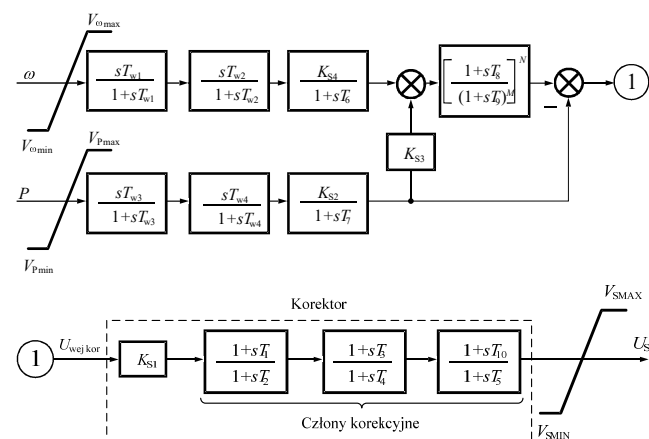 Vωmax
ω
sTw1
1+sTw1
sTw2
1+sTw2
KS4
1+sT6
[1+sT8
(1+sT9)M]N
1
–
Vωmin
VPmax
KS3
P
sTw3
1+sTw3
sTw4
1+sTw4
KS2
1+sT7
VPmin
Korektor
VSMAX
1
Uwej kor
KS1
1+sT1
1+sT2
1+sT3
1+sT4
1+sT10
1+sT5
US
Człony korekcyjne
VSMIN